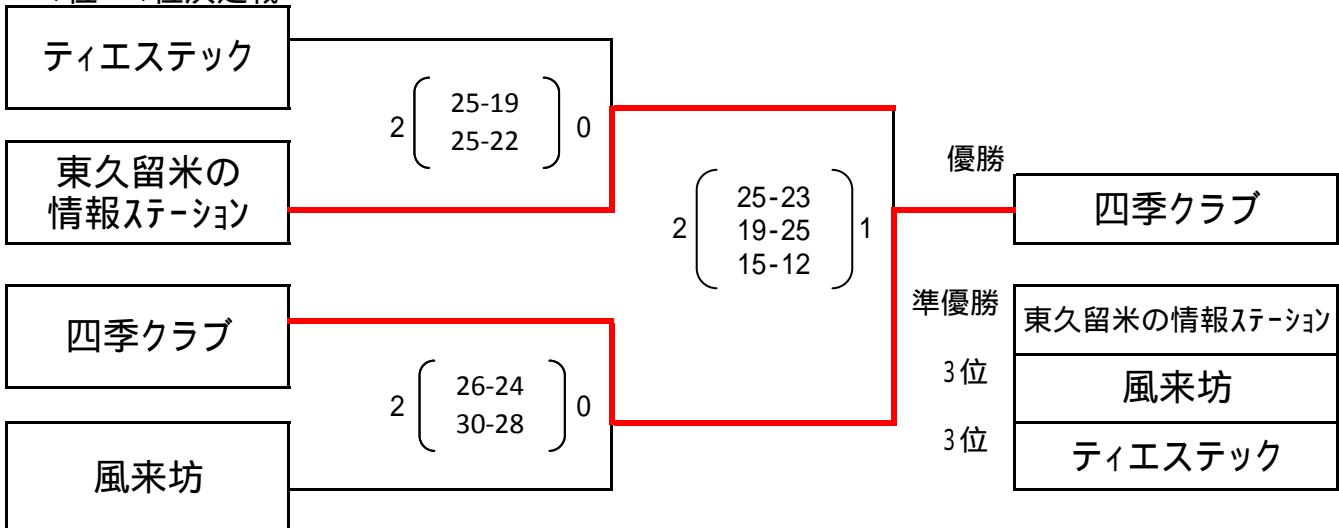 ティエステック
25-19
2 0
25-22
東久留米の
情報ステーション
優勝
四季クラブ
25-23
2 19-25 1
15-12
四季クラブ
準優勝
東久留米の情報ステーション
3位
風来坊
26-24
2 0
30-28
3位
ティエステック
風来坊